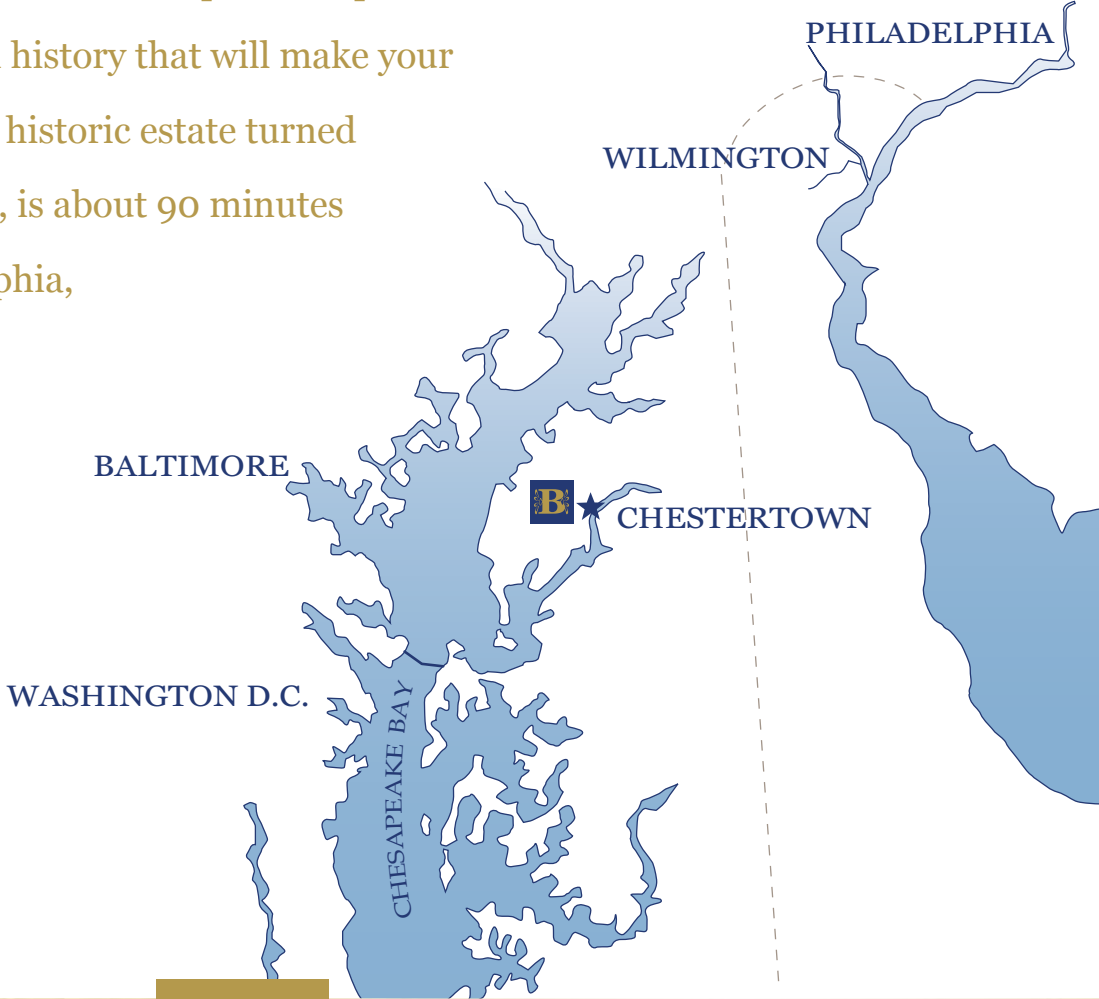 history that will make your
historic estate turned
, is about 90 minutes
phia,
PHILADELPHIA
WILMINGTON
BALTIMORE
B
CHESTERTOWN
WASHINGTON D.C.
CHESAPEAKE BAY